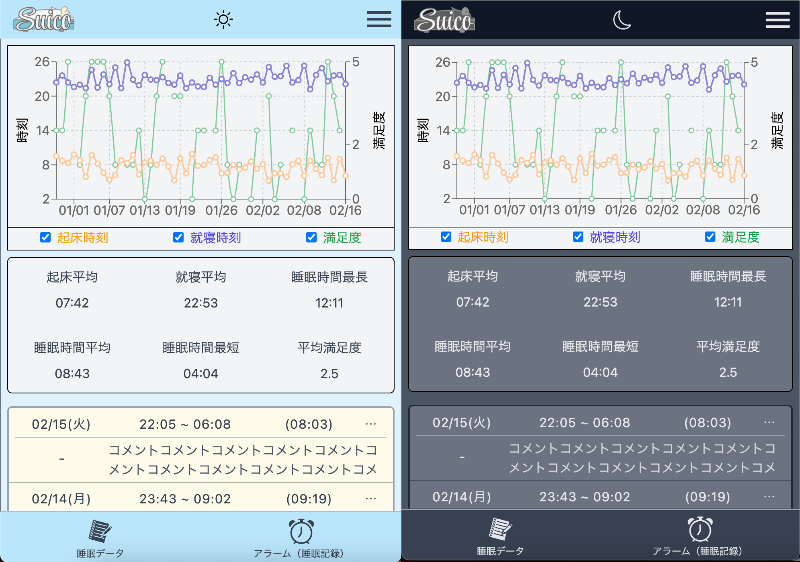 Suico
26
20
14
8
2
時刻
5
4
2
0
満足度
01/01 01/07 01/13 01/19 01/26 02/02 02/08 02/16
起床時刻 就寝時刻 満足度
起床平均 就寝平均 睡眠時間最長
07:42 22:53 12:11
睡眠時間平均 睡眠時間最短 平均満足度
08:43 04:04 2.5
02/15(火) 22:05 ~ 06:08 (08:03) ...
- コメントコメントコメントコメントコメントコ
メントコメントコメントコメントコメントコメ
02/14(月) 23:43 ~ 09:02 (09:19) ...
睡眠データ アラーム（睡眠記録）
Suico
26
20
14
8
2
時刻
5
4
2
0
満足度
01/01 01/07 01/13 01/19 01/26 02/02 02/08 02/16
起床時刻 就寝時刻 満足度
起床平均 就寝平均 睡眠時間最長
07:42 22:53 12:11
睡眠時間平均 睡眠時間最短 平均満足度
08:43 04:04 2.5
02/15(火) 22:05 ~ 06:08 (08:03) ...
- コメントコメントコメントコメントコメントコ
メントコメントコメントコメントコメントコメ
02/14(月) 23:43 ~ 09:02 (09:19) ...
睡眠データ アラーム（睡眠記録）